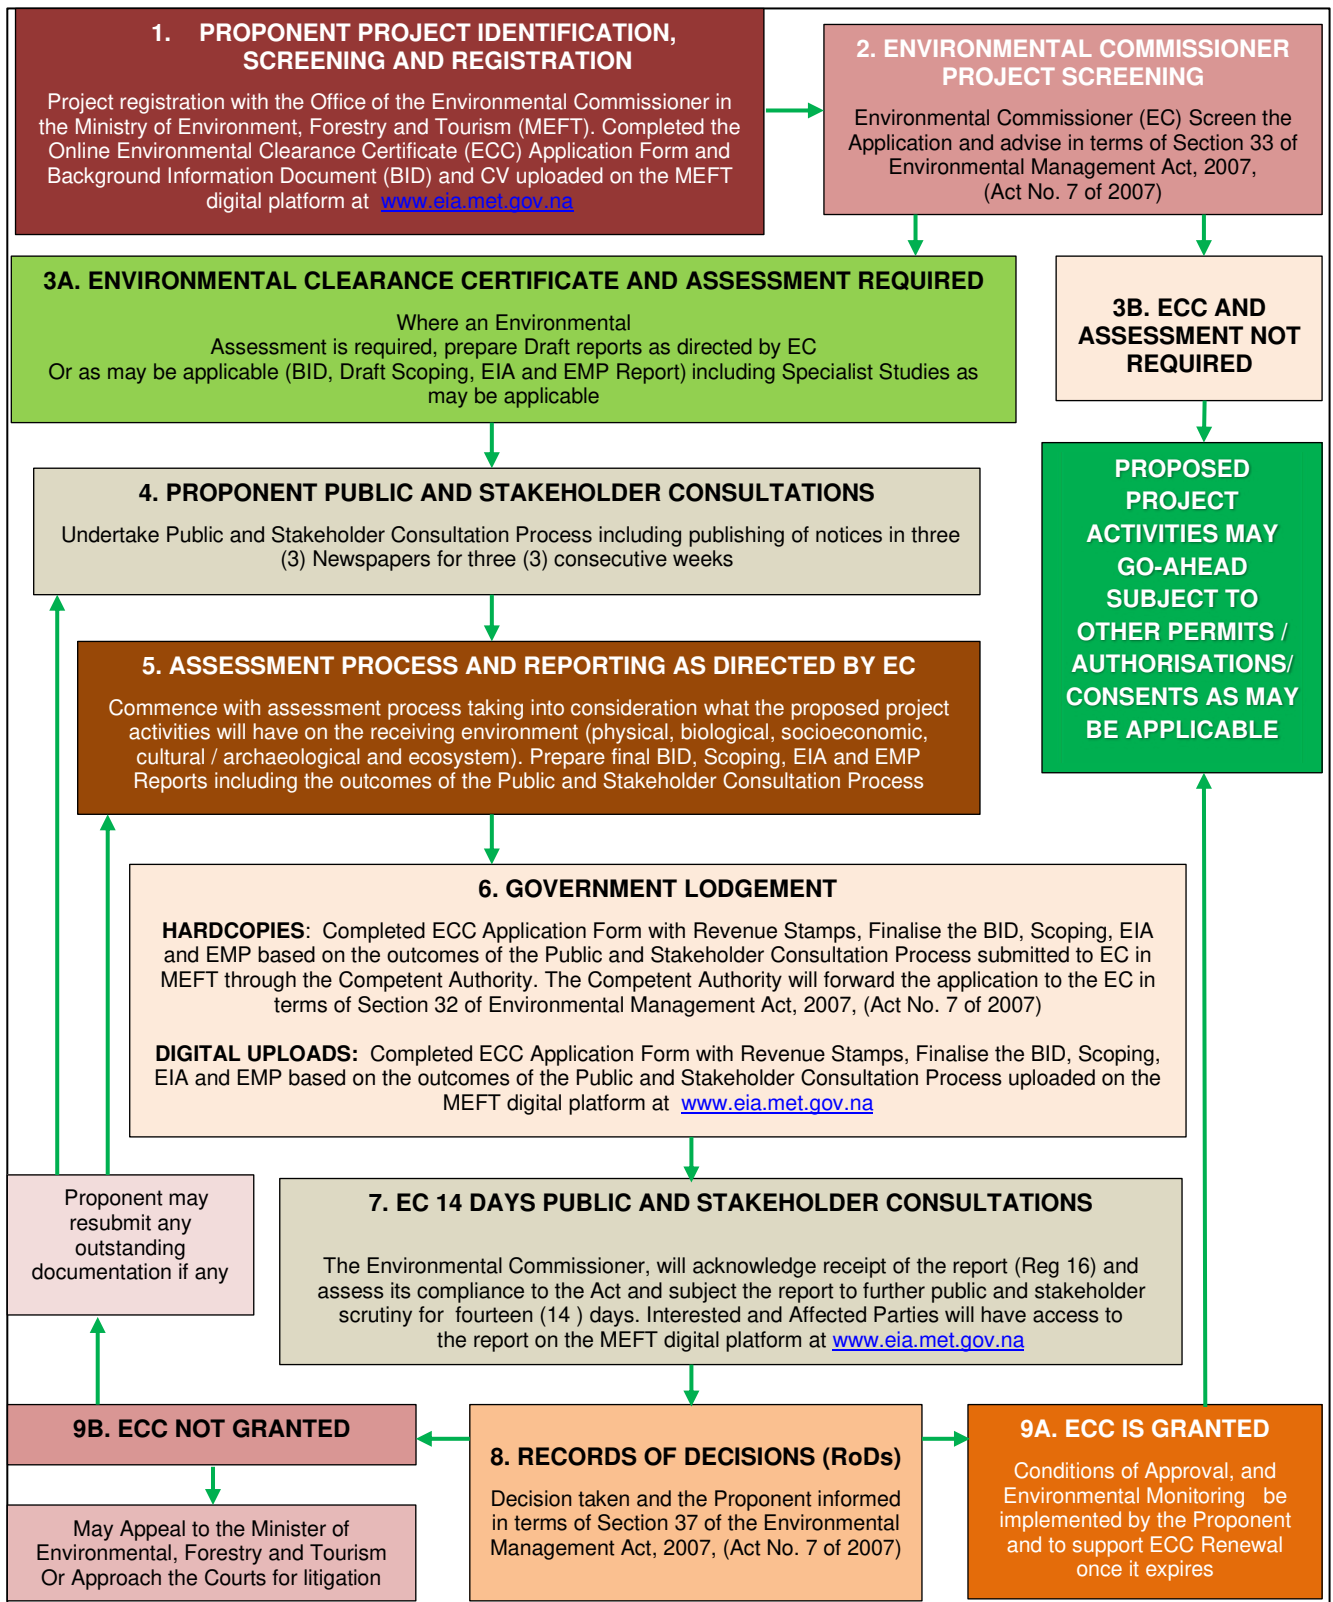 1. PROPONENT PROJECT IDENTIFICATION,
SCREENING AND REGISTRATION
Project registration with the Office of the Environmental Commissioner in
the Ministry of Environment, Forestry and Tourism (MEFT). Completed the
Online Environmental Clearance Certificate (ECC) Application Form and
Background Information Document (BID) and CV uploaded on the MEFT
digital platform at www.eia.met.gov.na
2. ENVIRONMENTAL COMMISSIONER
PROJECT SCREENING
Environmental Commissioner (EC) Screen the
Application and advise in terms of Section 33 of
Environmental Management Act, 2007,
(Act No. 7 of 2007)
3A. ENVIRONMENTAL CLEARANCE CERTIFICATE AND ASSESSMENT REQUIRED
Where an Environmental
Assessment is required, prepare Draft reports as directed by EC
Or as may be applicable (BID, Draft Scoping, EIA and EMP Report) including Specialist Studies as
may be applicable
3B. ECC AND
ASSESSMENT NOT
REQUIRED
4. PROPONENT PUBLIC AND STAKEHOLDER CONSULTATIONS
Undertake Public and Stakeholder Consultation Process including publishing of notices in three
(3) Newspapers for three (3) consecutive weeks
PROPOSED
PROJECT
ACTIVITIES MAY
GO-AHEAD
SUBJECT TO
OTHER PERMITS /
AUTHORISATIONS/
CONSENTS AS MAY
BE APPLICABLE
5. ASSESSMENT PROCESS AND REPORTING AS DIRECTED BY EC
Commence with assessment process taking into consideration what the proposed project
activities will have on the receiving environment (physical, biological, socioeconomic,
cultural / archaeological and ecosystem). Prepare final BID, Scoping, EIA and EMP
Reports including the outcomes of the Public and Stakeholder Consultation Process
6. GOVERNMENT LODGEMENT
HARDCOPIES: Completed ECC Application Form with Revenue Stamps, Finalise the BID, Scoping, EIA
and EMP based on the outcomes of the Public and Stakeholder Consultation Process submitted to EC in
MEFT through the Competent Authority. The Competent Authority will forward the application to the EC in
terms of Section 32 of Environmental Management Act, 2007, (Act No. 7 of 2007)
DIGITAL UPLOADS: Completed ECC Application Form with Revenue Stamps, Finalise the BID, Scoping,
EIA and EMP based on the outcomes of the Public and Stakeholder Consultation Process uploaded on the
MEFT digital platform at www.eia.met.gov.na
Proponent may
resubmit any
outstanding
documentation if any
7. EC 14 DAYS PUBLIC AND STAKEHOLDER CONSULTATIONS
The Environmental Commissioner, will acknowledge receipt of the report (Reg 16) and
assess its compliance to the Act and subject the report to further public and stakeholder
scrutiny for fourteen (14 ) days. Interested and Affected Parties will have access to
the report on the MEFT digital platform at www.eia.met.gov.na
9B. ECC NOT GRANTED
May Appeal to the Minister of
Environmental, Forestry and Tourism
Or Approach the Courts for litigation
8. RECORDS OF DECISIONS (RoDs)
Decision taken and the Proponent informed
in terms of Section 37 of the Environmental
Management Act, 2007, (Act No. 7 of 2007)
9A. ECC IS GRANTED
Conditions of Approval, and
Environmental Monitoring be
implemented by the Proponent
and to support ECC Renewal
once it expires